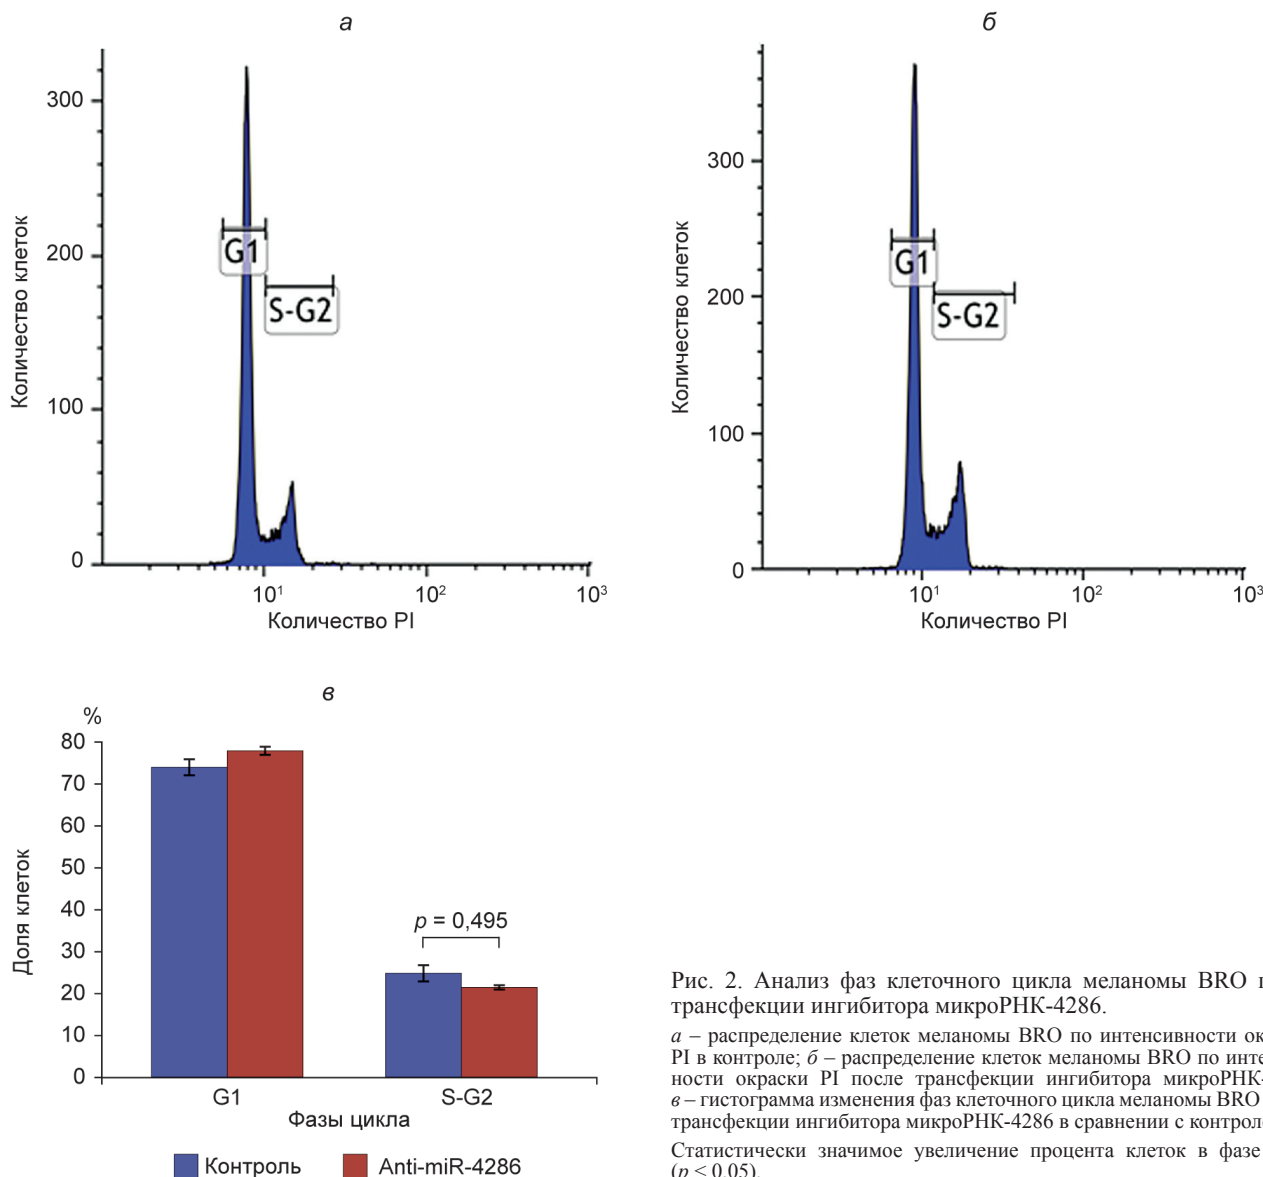 а
300
200
100
0
Количество клеток
G1
S-G2
10¹
10²
10³
Количество PI
б
300
200
100
0
Количество клеток
G1
S-G2
10¹
10²
10³
Количество PI
в
%
80
70
60
50
40
30
20
10
0
Доля клеток
p = 0,495
G1
S-G2
Фазы цикла
Контроль
Anti-miR-4286
Рис. 2. Анализ фаз клеточного цикла меланомы BRO
трансфекции ингибитора микроРНК-4286.
а – распределение клеток меланомы BRO по интенсивности
PI в контроле; б – распределение клеток меланомы BRO по инте
ности окраски PI после трансфекции ингибитора микроРНК-
в – гистограмма изменения фаз клеточного цикла меланомы BRO
трансфекции ингибитора микроРНК-4286 в сравнении с контрол
Статистически значимое увеличение процента клеток в фазе
(p < 0.05).